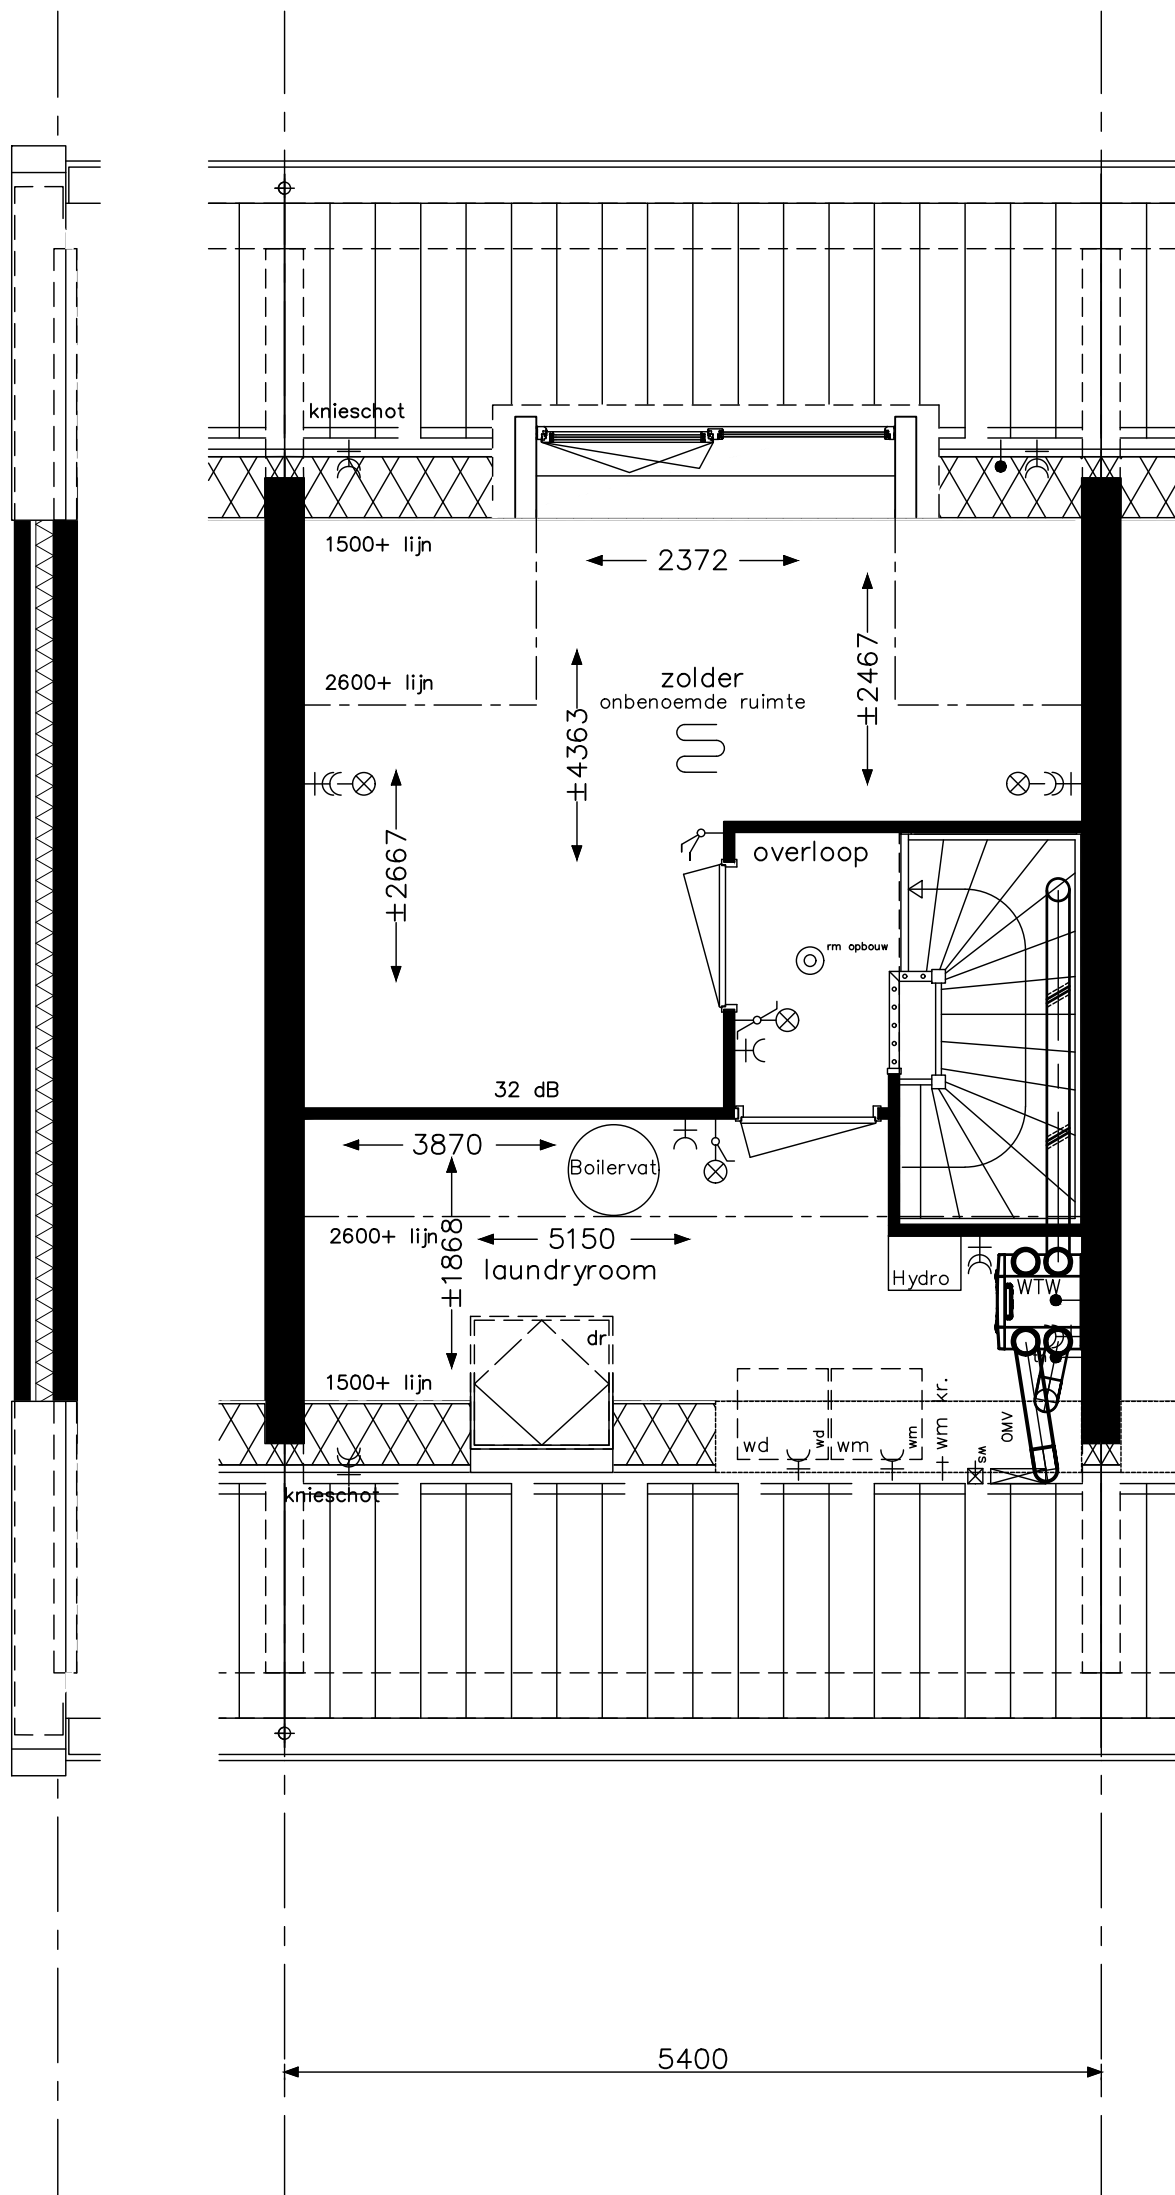 knieschot
1500+ lijn
2372
±2467
2600+ lijn
zolder
onbenoemde ruimte
±4363
±2667
overloop
rm opbouw
32 dB
3870
Boilervat
2600+ lijn
±1868
5150
laundryroom
Hydro
WTW
dr
1500+ lijn
wd
wd
wm
wm
wm kr.
ws
OMV
knieschot
5400